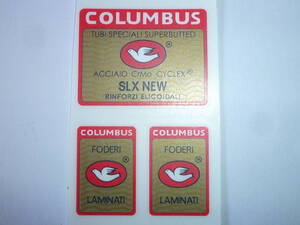 COLUMBUS
TUBI SPECIALI SUPERBUTTED
®
ACCIAIO CrMo CYCLEX®
SLX NEW
RINFORZI ELICOIDALI
COLUMBUS
FODERI
®
LAMINATI
COLUMBUS
FODERI
®
LAMINATI